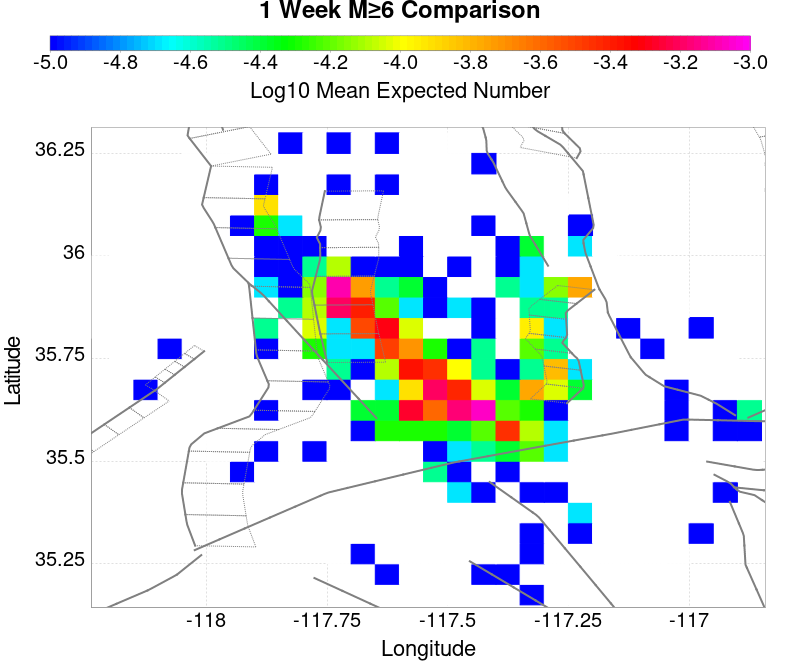 1 Week M≥6 Comparison
-5.0 -4.8 -4.6 -4.4 -4.2 -4.0 -3.8 -3.6 -3.4 -3.2 -3.0
Log10 Mean Expected Number
36.25
36
35.75
35.5
35.25
Latitude
-118 -117.75 -117.5 -117.25 -117
Longitude